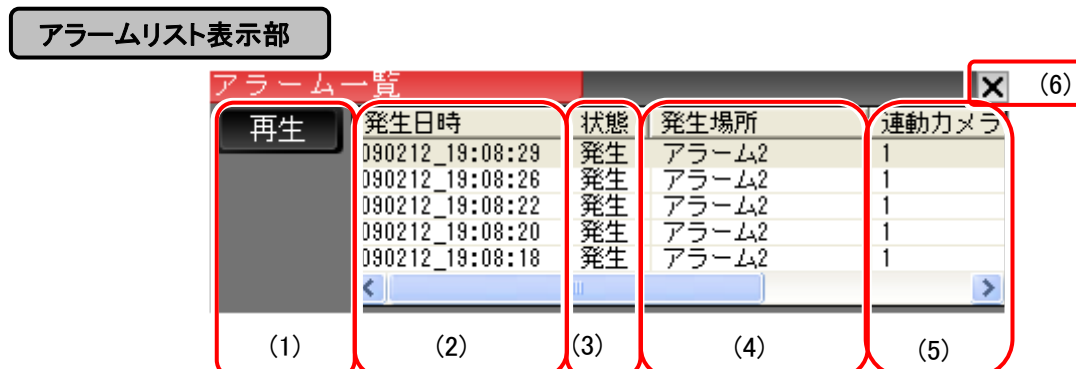 アラームリスト表示部
アラーム一覧
(6)
再生
発生日時 状態 発生場所 連動カメラ
090212_19:08:29 発生 アラーム2 1
090212_19:08:26 発生 アラーム2 1
090212_19:08:22 発生 アラーム2 1
090212_19:08:20 発生 アラーム2 1
090212_19:08:18 発生 アラーム2 1
(1) (2) (3) (4) (5)